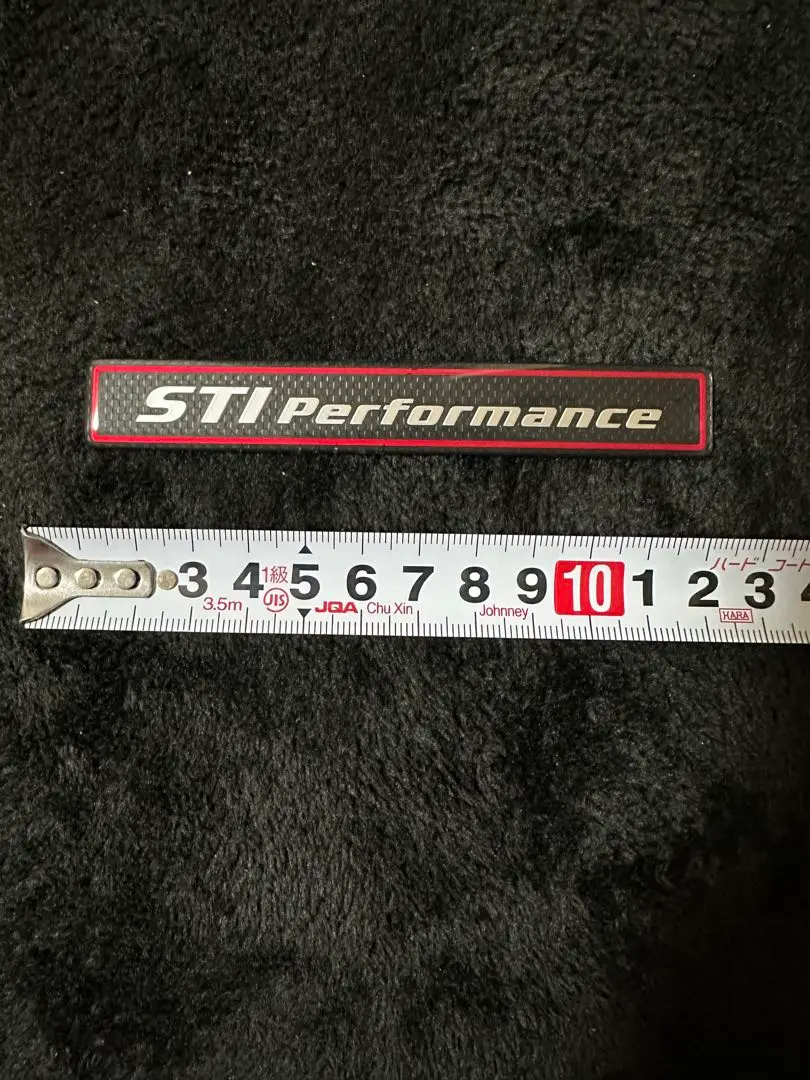 STI Performance
3 4 1級 5 6 7 8 9 10 1 2 3 4
ハードコート
3.5m JIS JQA Chu Xin Johnney HARA